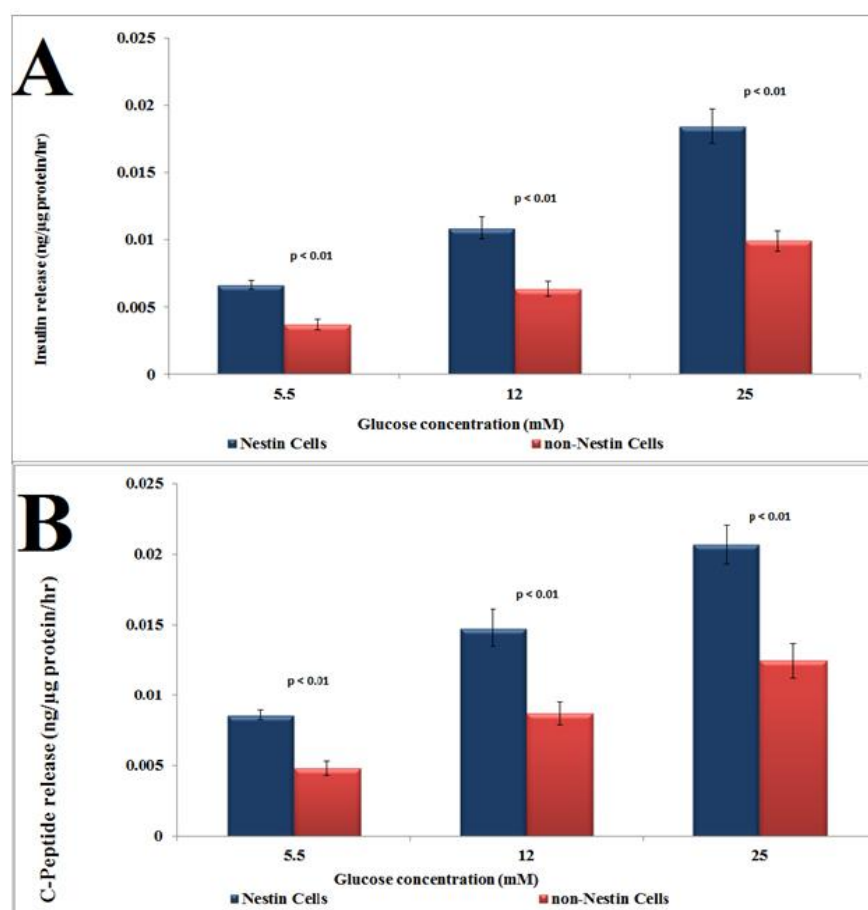 A
Insulin release (ng/µg protein/hr)
0.025
0.02
0.015
0.01
0.005
0
p < 0.01
p < 0.01
p < 0.01
5.5
12
25
Glucose concentration (mM)
Nestin Cells
non-Nestin Cells
B
C-Peptide release (ng/µg protein/hr)
0.025
0.02
0.015
0.01
0.005
0
p < 0.01
p < 0.01
p < 0.01
5.5
12
25
Glucose concentration (mM)
Nestin Cells
non-Nestin Cells